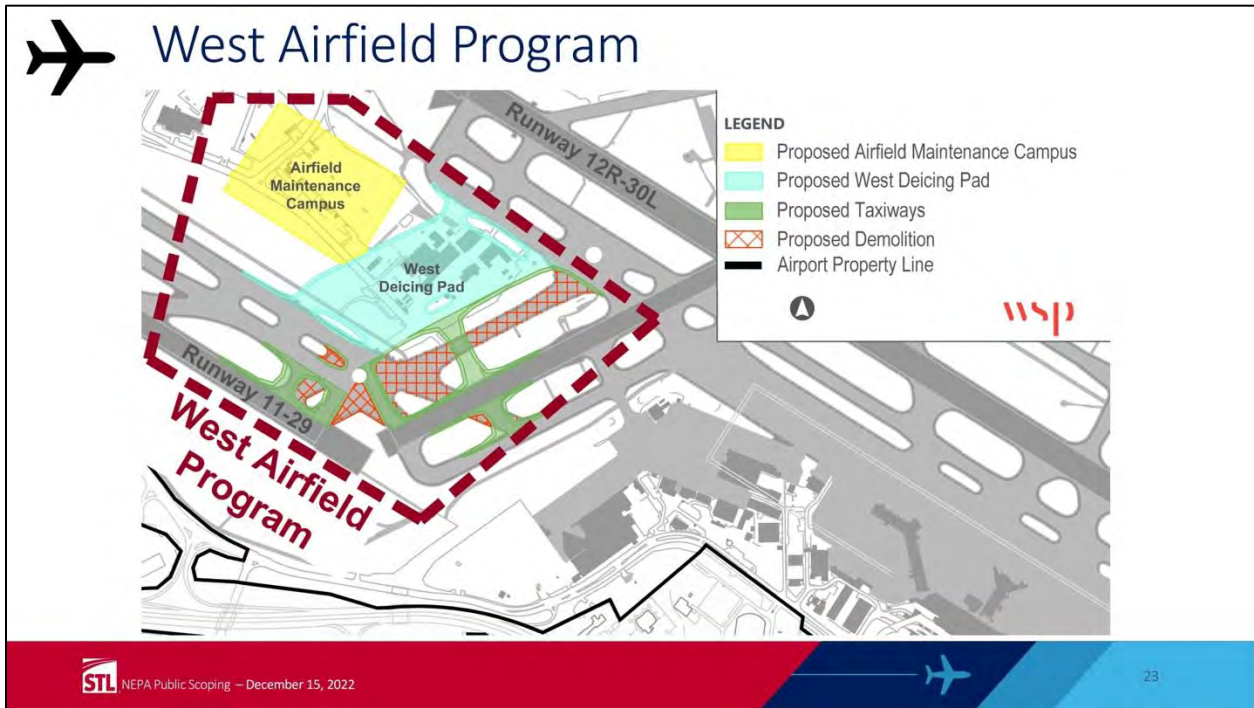 West Airfield Program
Airfield
Maintenance
Campus
Runway 12R-30L
West
Deicing Pad
Runway 11-29
West Airfield
Program
LEGEND
Proposed Airfield Maintenance Campus
Proposed West Deicing Pad
Proposed Taxiways
Proposed Demolition
Airport Property Line
wsp
STL NEPA Public Scoping – December 15, 2022
23